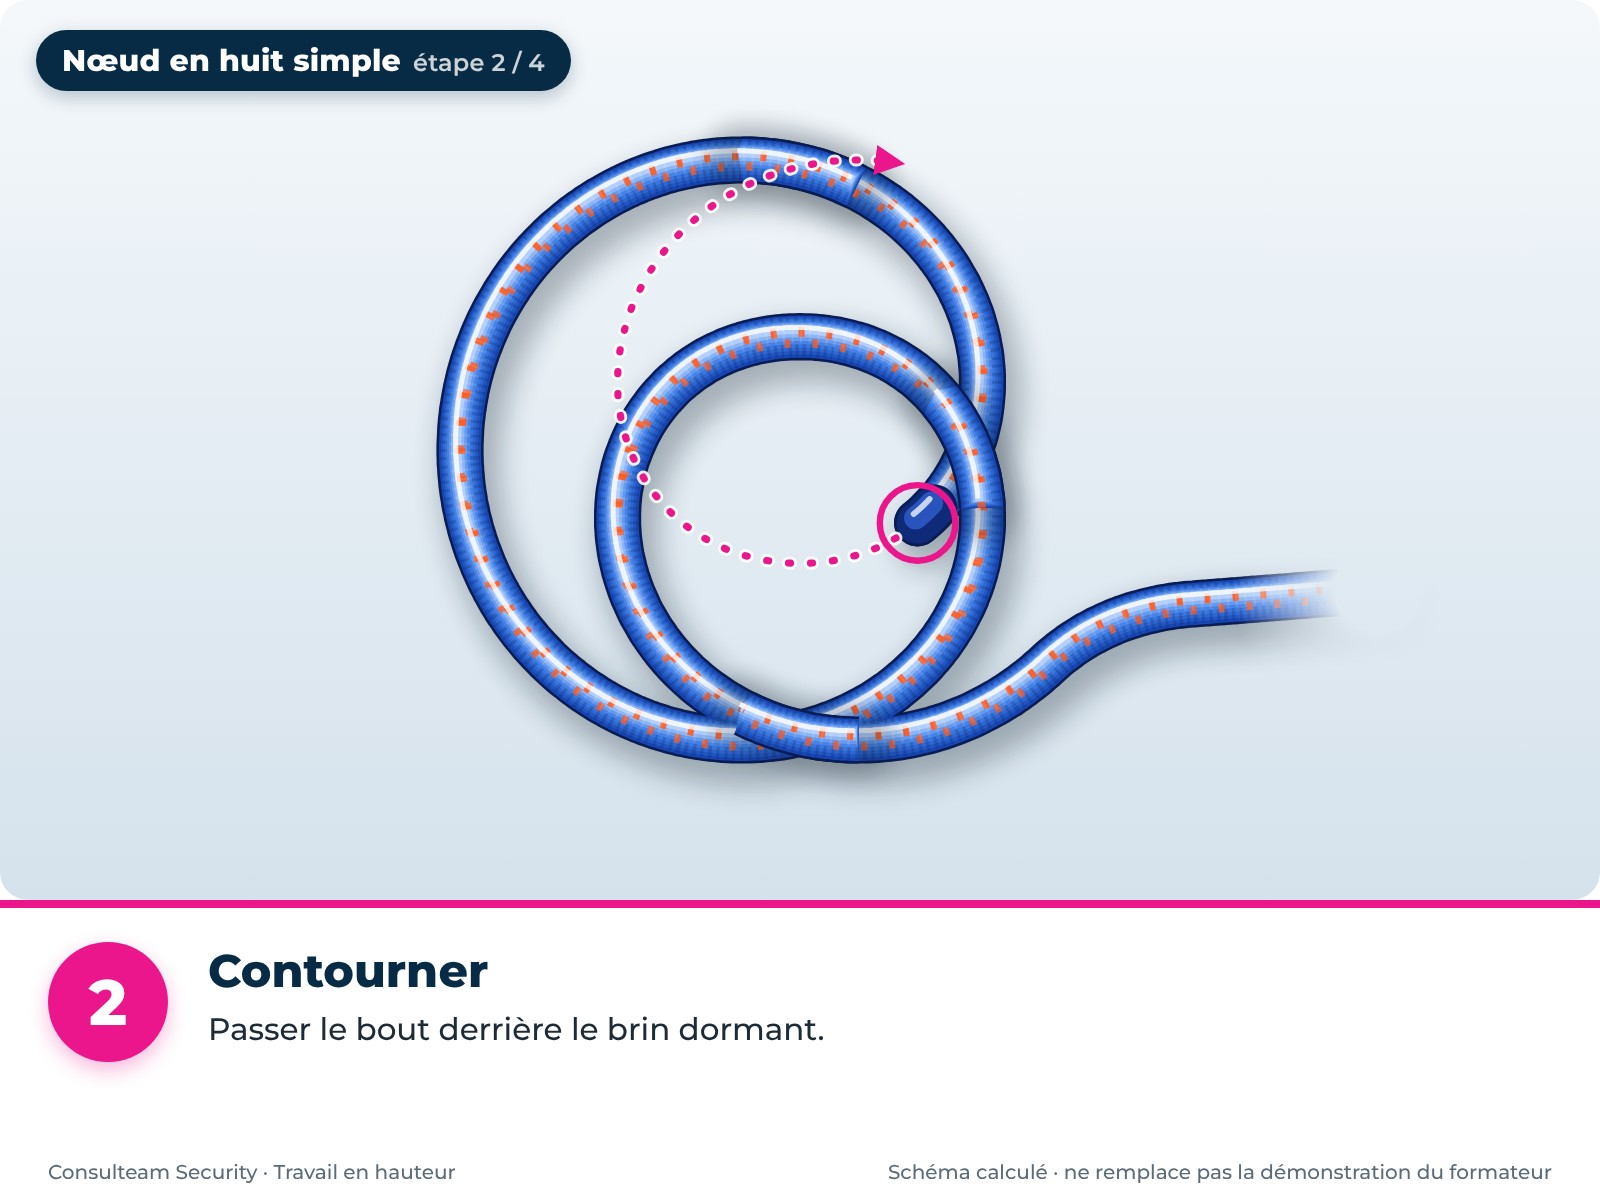 Nœud en huit simple étape 2 / 4
2
Contourner
Passer le bout derrière le brin dormant.
Consulteam Security · Travail en hauteur
Schéma calculé · ne remplace pas la démonstration du formateur